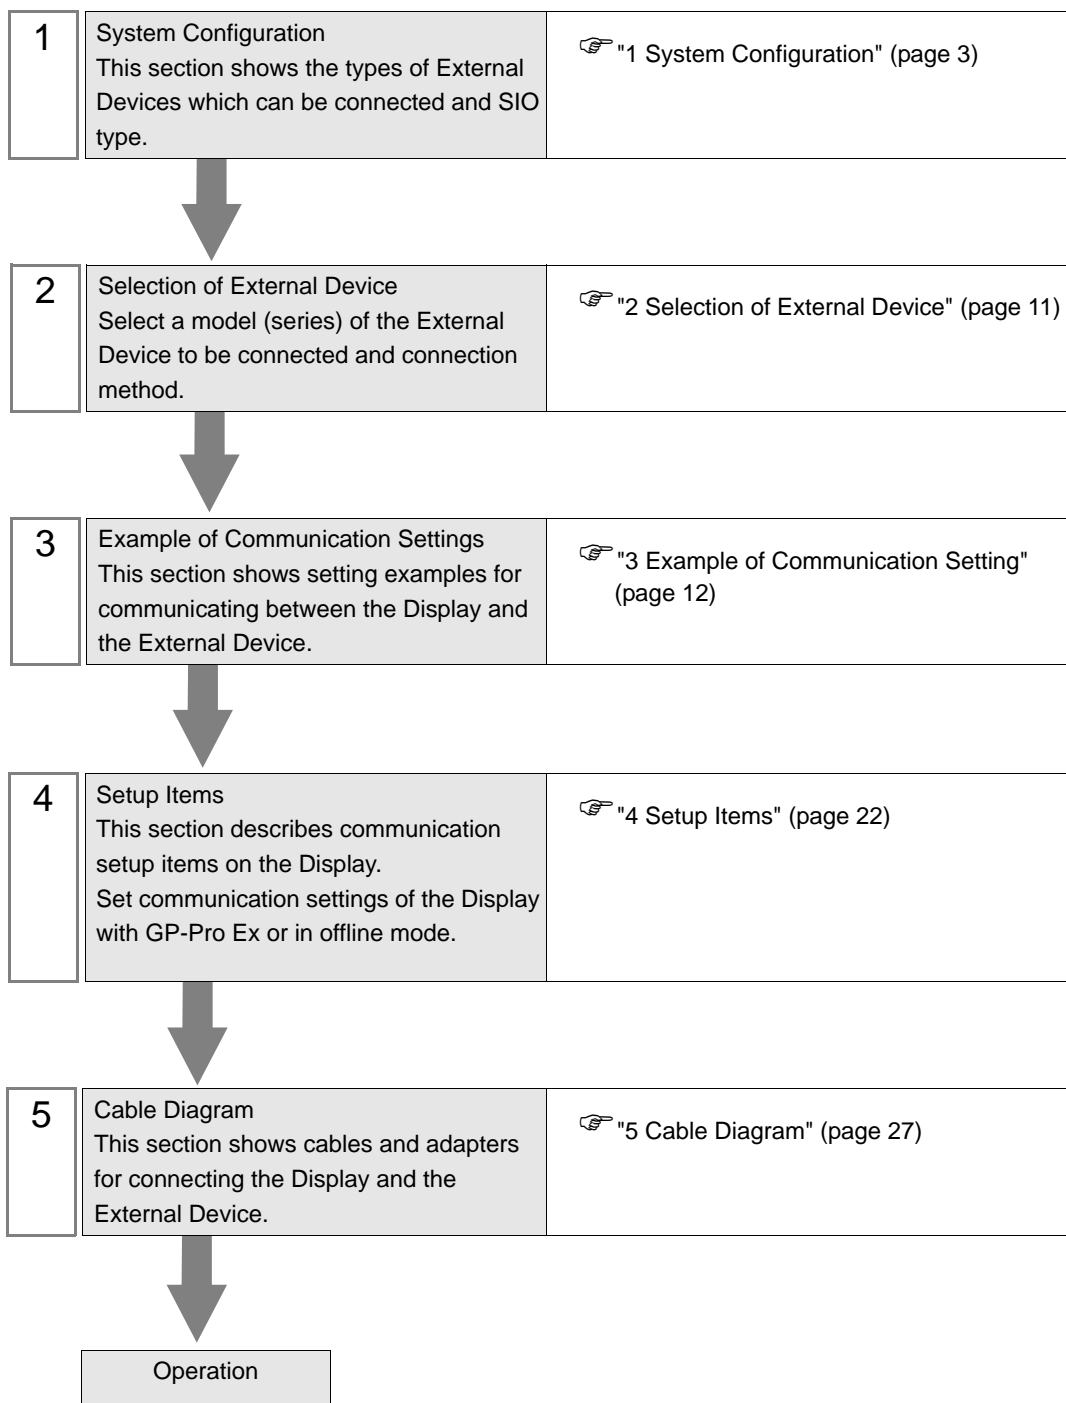 1
System Configuration
This section shows the types of External
Devices which can be connected and SIO
type.
"1 System Configuration" (page 3)
2
Selection of External Device
Select a model (series) of the External
Device to be connected and connection
method.
"2 Selection of External Device" (page 11)
3
Example of Communication Settings
This section shows setting examples for
communicating between the Display and
the External Device.
"3 Example of Communication Setting"
(page 12)
4
Setup Items
This section describes communication
setup items on the Display.
Set communication settings of the Display
with GP-Pro Ex or in offline mode.
"4 Setup Items" (page 22)
5
Cable Diagram
This section shows cables and adapters
for connecting the Display and the
External Device.
"5 Cable Diagram" (page 27)
Operation